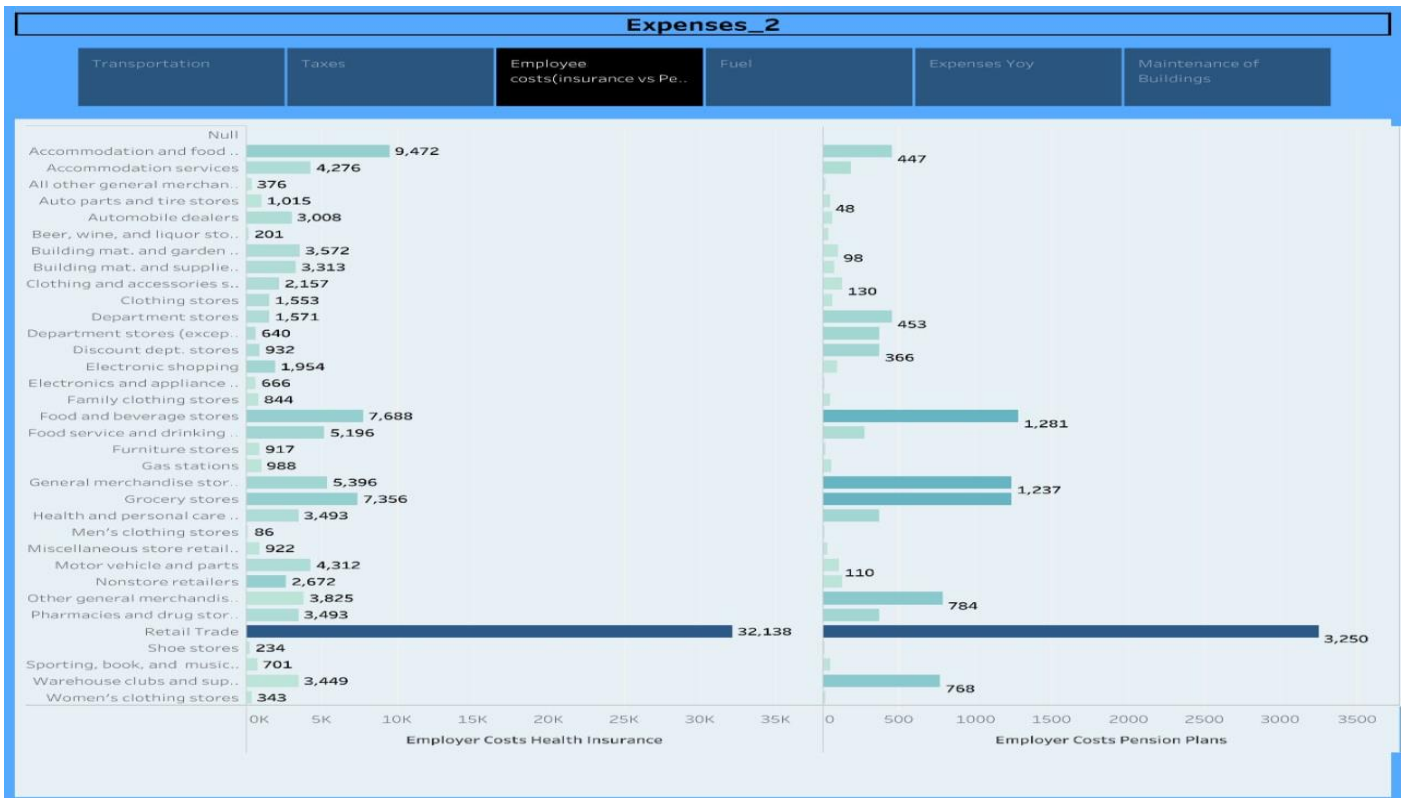 Expenses_2
Transportation
Taxes
Employee
costs(insurance vs Pe..
Fuel
Expenses Yoy
Maintenance of
Buildings
Null
Accommodation and food .. 9,472 447
Accommodation services 4,276
All other general merchan.. 376
Auto parts and tire stores 1,015 48
Automobile dealers 3,008
Beer, wine, and liquor sto.. 201
Building mat. and garden .. 3,572 98
Building mat. and supplie.. 3,313
Clothing and accessories s.. 2,157 130
Clothing stores 1,553
Department stores 1,571 453
Department stores (excep.. 640
Discount dept. stores 932 366
Electronic shopping 1,954
Electronics and appliance .. 666
Family clothing stores 844
Food and beverage stores 7,688 1,281
Food service and drinking .. 5,196
Furniture stores 917
Gas stations 988
General merchandise stor.. 5,396 1,237
Grocery stores 7,356
Health and personal care .. 3,493
Men's clothing stores 86
Miscellaneous store retail.. 922
Motor vehicle and parts 4,312 110
Nonstore retailers 2,672
Other general merchandis.. 3,825 784
Pharmacies and drug stor.. 3,493
Retail Trade 32,138 3,250
Shoe stores 234
Sporting, book, and music.. 701
Warehouse clubs and sup.. 3,449 768
Women's clothing stores 343
0K 5K 10K 15K 20K 25K 30K 35K 0 500 1000 1500 2000 2500 3000 3500
Employer Costs Health Insurance Employer Costs Pension Plans